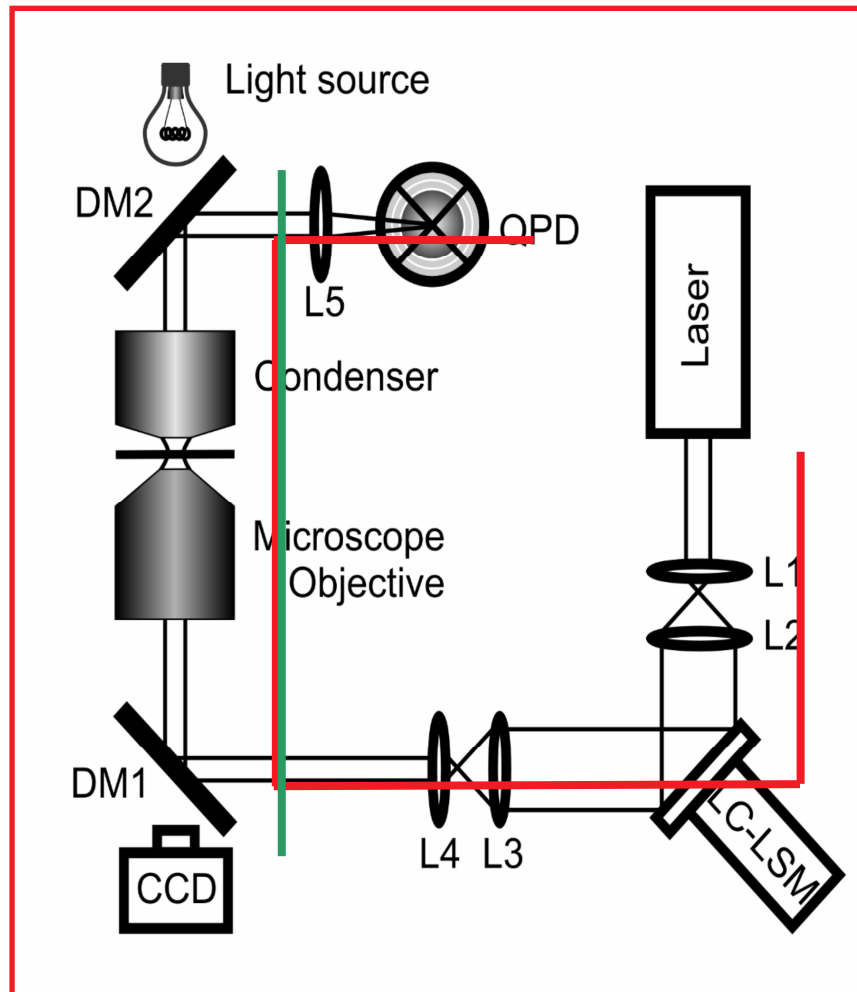 Light source
DM2
QPD
L5
Laser
Condenser
Microscope
Objective
L1
L2
DM1
L4
L3
LC-LSM
CCD